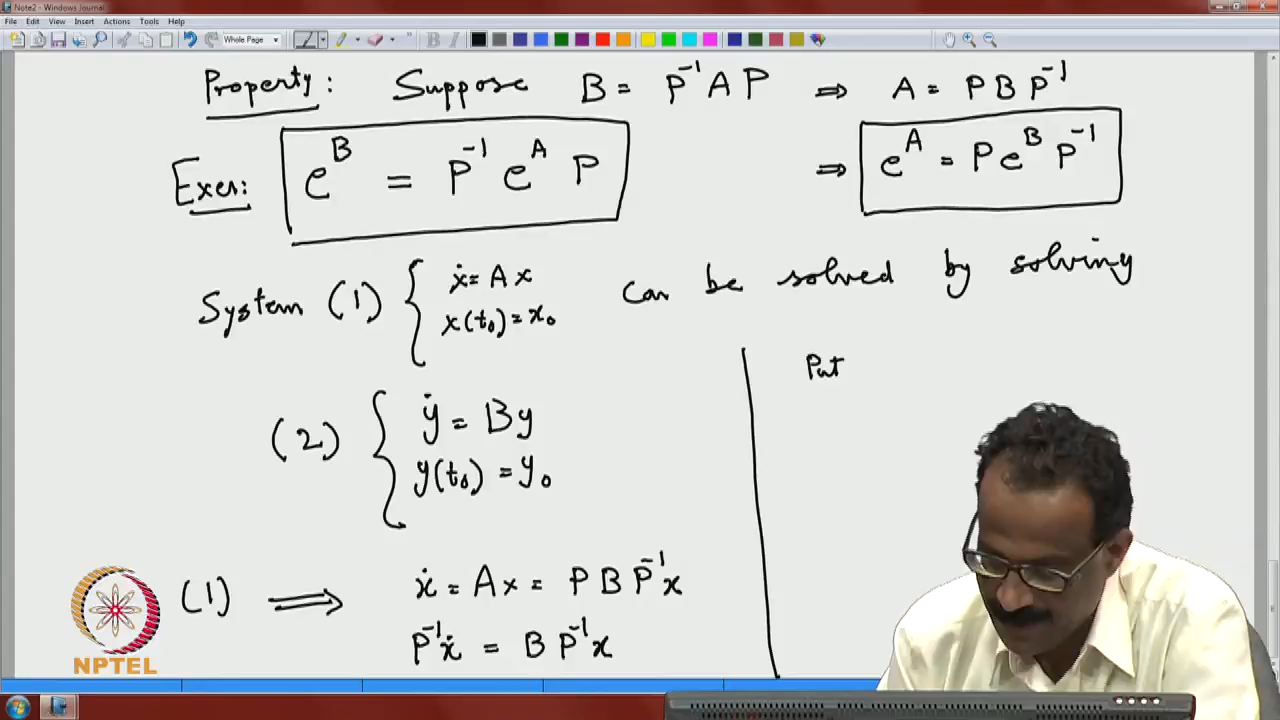 Note2 - Windows Journal
File Edit View Insert Actions Tools Help
Whole Page
Property: Suppose B = P⁻¹AP ⇒ A = PBP⁻¹
Exer: e^B = P⁻¹ e^A P ⇒ e^A = P e^B P⁻¹
System (1) { ẋ = Ax can be solved by solving
x(t₀) = x₀
Put
(2) { ẏ = By
y(t₀) = y₀
(1) ⟹ ẋ = Ax = PBP⁻¹x
P⁻¹ẋ = BP⁻¹x
NPTEL